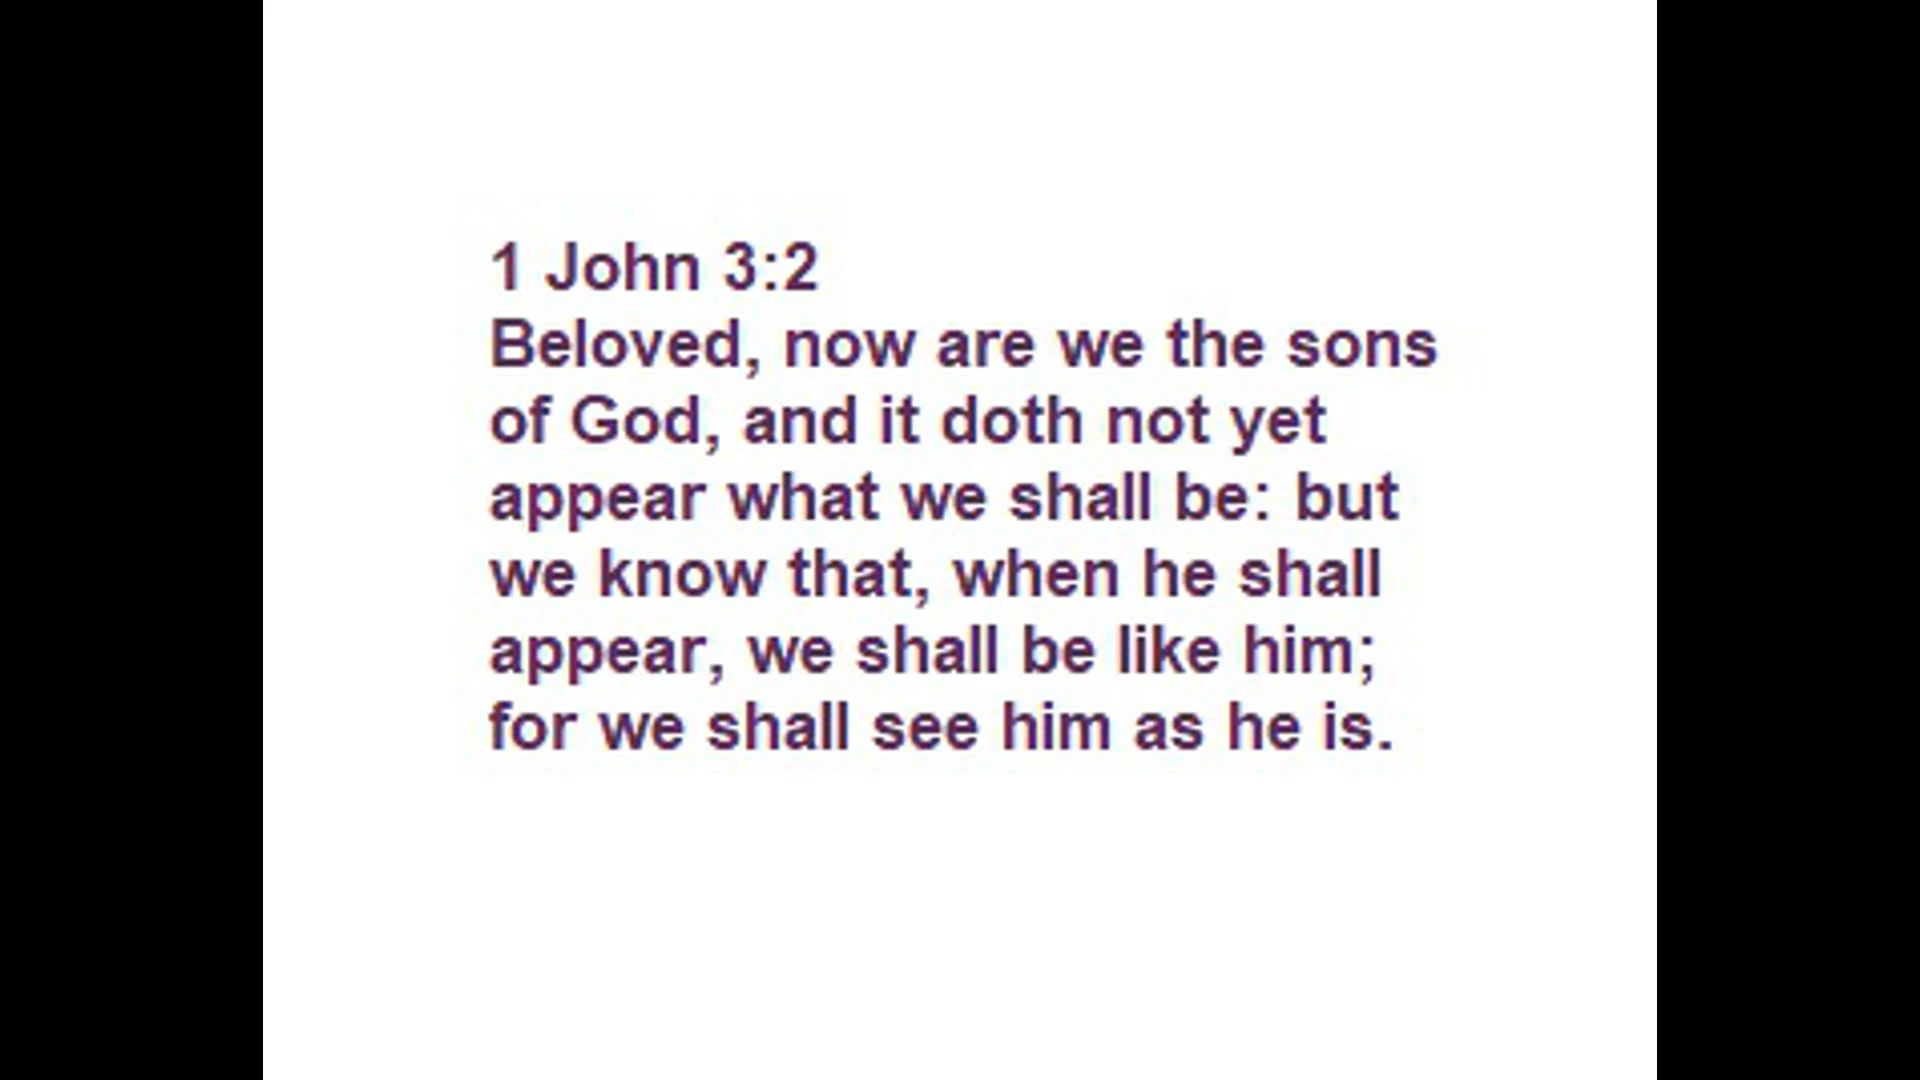 1 John 3:2
Beloved, now are we the sons
of God, and it doth not yet
appear what we shall be: but
we know that, when he shall
appear, we shall be like him;
for we shall see him as he is.